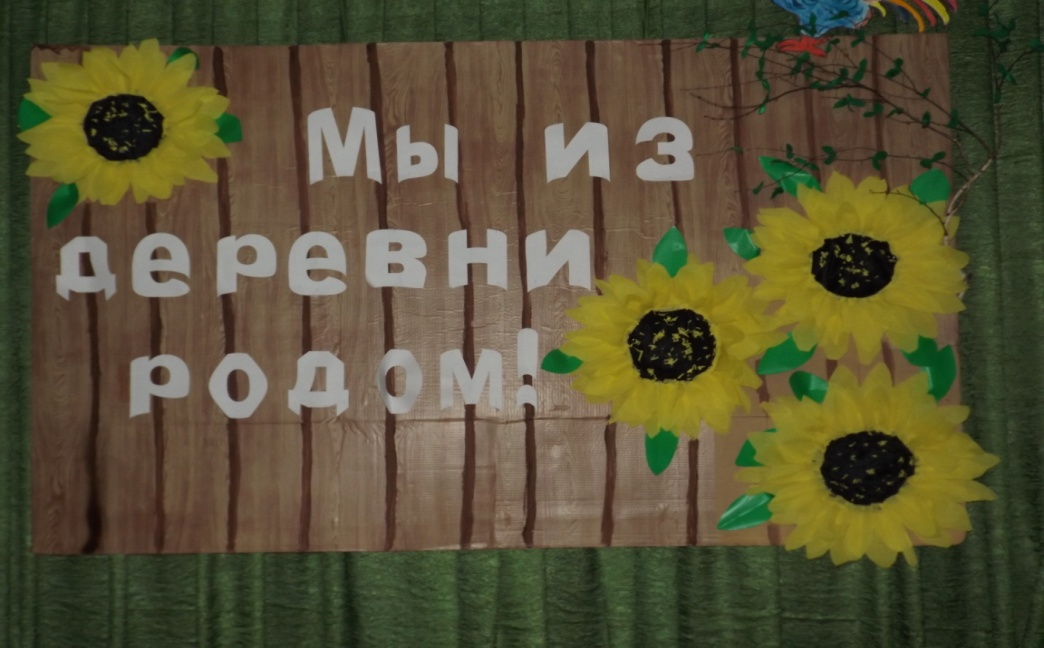 Мы из
деревни
родом!